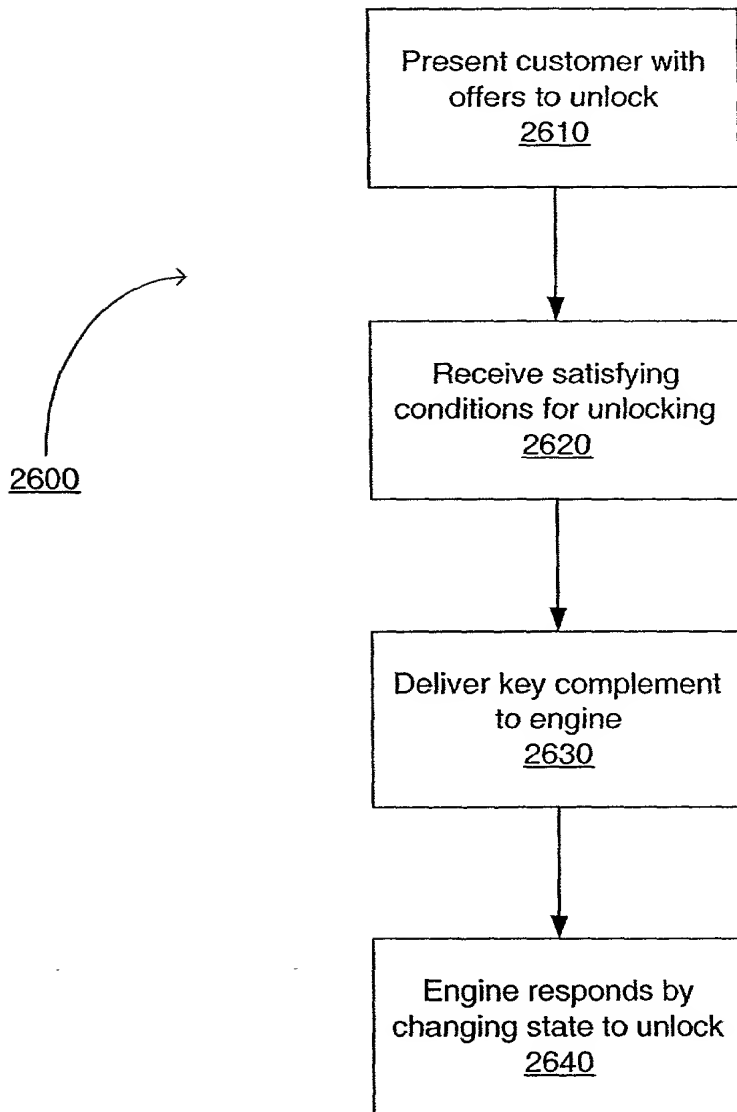 Present customer with
offers to unlock
2610
Receive satisfying
conditions for unlocking
2620
2600
Deliver key complement
to engine
2630
Engine responds by
changing state to unlock
2640